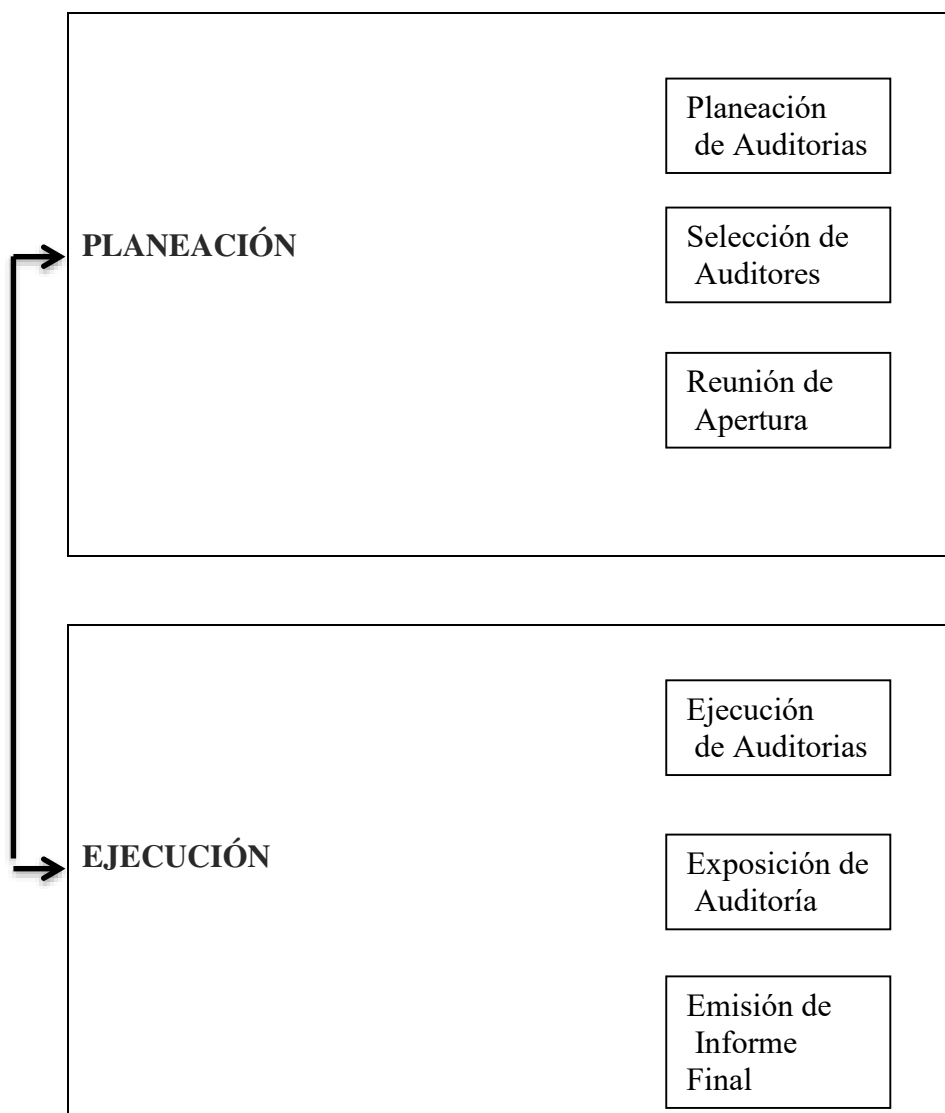 Planeación
de Auditorias
PLANEACIÓN
Selección de
Auditores
Reunión de
Apertura
Ejecución
de Auditorias
EJECUCIÓN
Exposición de
Auditoría
Emisión de
Informe
Final